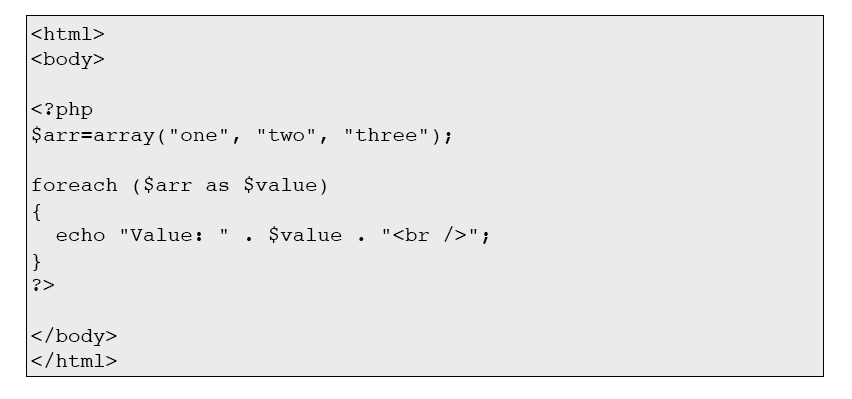 <html>
<body>
<?php
$arr=array("one", "two", "three");
foreach ($arr as $value)
{
echo "Value: " . $value . "<br />";
}
?>
</body>
</html>